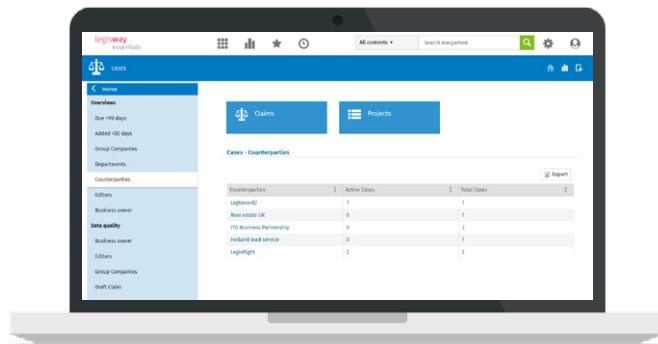 legisway
essentials
All contents
Search everywhere
CASES
Home
Overviews
Due <90 days
Added <30 days
Group Companies
Departments
Counterparties
Editors
Business owner
Data quality
Business owner
Editors
Group Companies
Draft Claim
Claims
Projects
Cases - Counterparties
Export
Counterparties Active Cases Total Cases
Legisword2 1 1
Real estate UK 0 1
ITO Business Partnership 0 2
Holland lead service 0 1
Legisflight 2 2